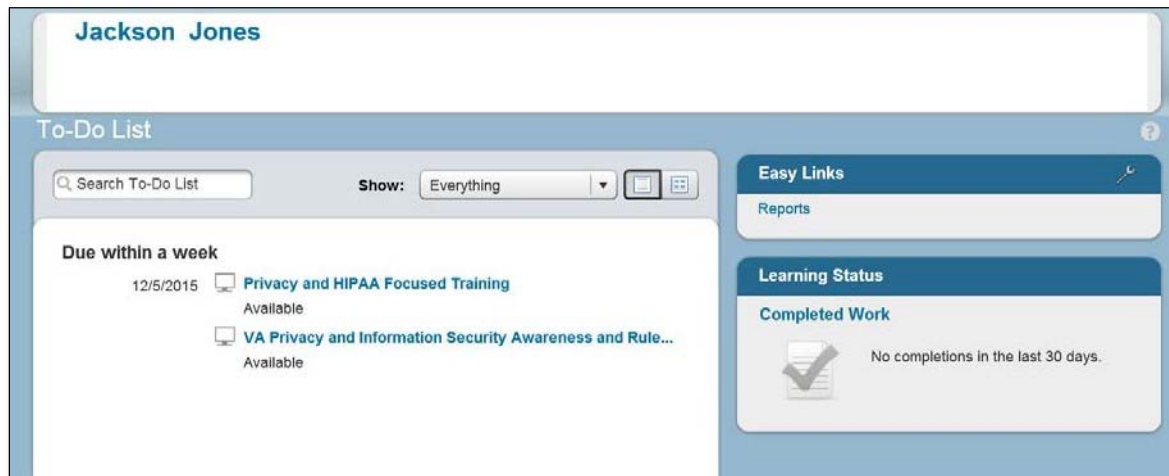 Jackson Jones
To-Do List
?
Search To-Do List
Show:
Everything
Due within a week
12/5/2015
Privacy and HIPAA Focused Training
Available
VA Privacy and Information Security Awareness and Rule...
Available
Easy Links
Reports
Learning Status
Completed Work
No completions in the last 30 days.